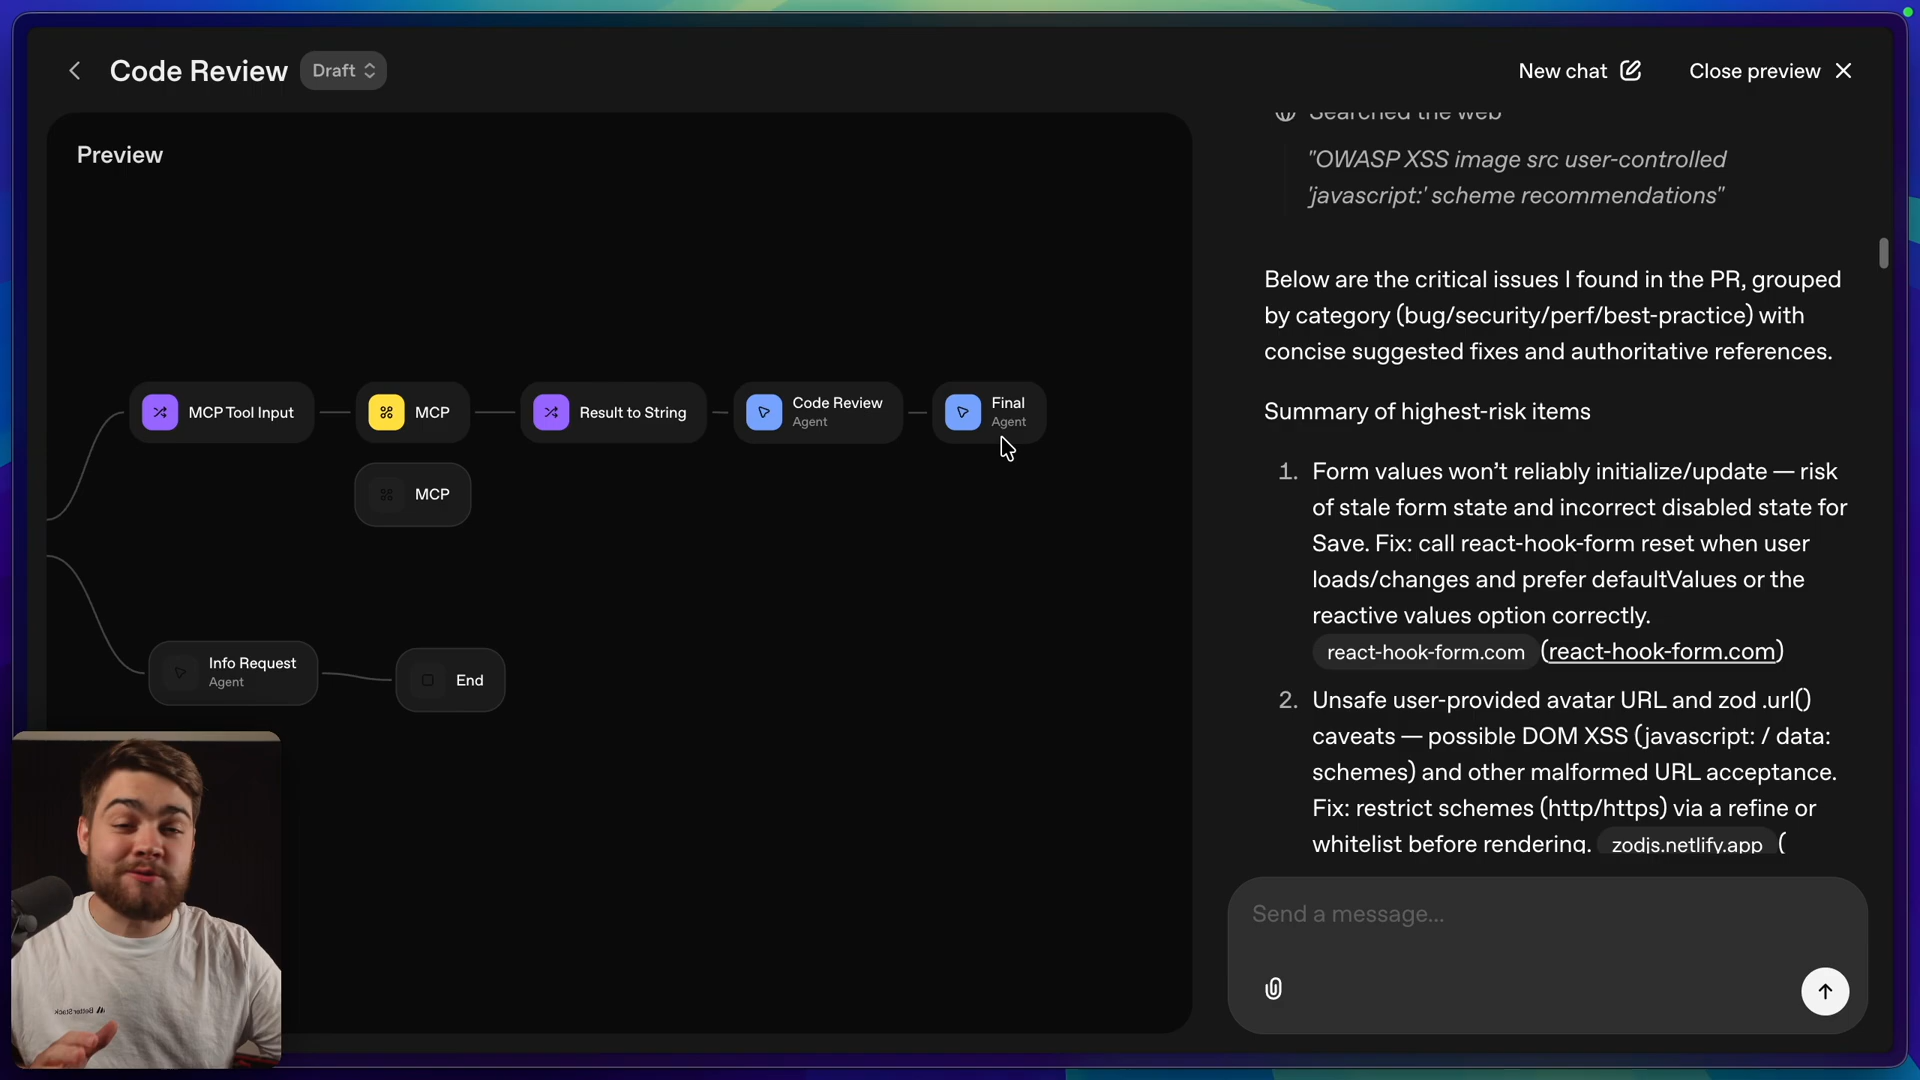 Code Review
Draft
New chat
Close preview
Preview
MCP Tool Input
MCP
Result to String
Code Review
Agent
Final
Agent
MCP
Info Request
Agent
End
Searched the web
"OWASP XSS image src user-controlled
'javascript:' scheme recommendations"
Below are the critical issues I found in the PR, grouped
by category (bug/security/perf/best-practice) with
concise suggested fixes and authoritative references.
Summary of highest-risk items
1. Form values won’t reliably initialize/update — risk
of stale form state and incorrect disabled state for
Save. Fix: call react-hook-form reset when user
loads/changes and prefer defaultValues or the
reactive values option correctly.
react-hook-form.com (react-hook-form.com)
2. Unsafe user-provided avatar URL and zod .url()
caveats — possible DOM XSS (javascript: / data:
schemes) and other malformed URL acceptance.
Fix: restrict schemes (http/https) via a refine or
whitelist before rendering. zodjs.netlify.app (
Send a message...
BetterStack